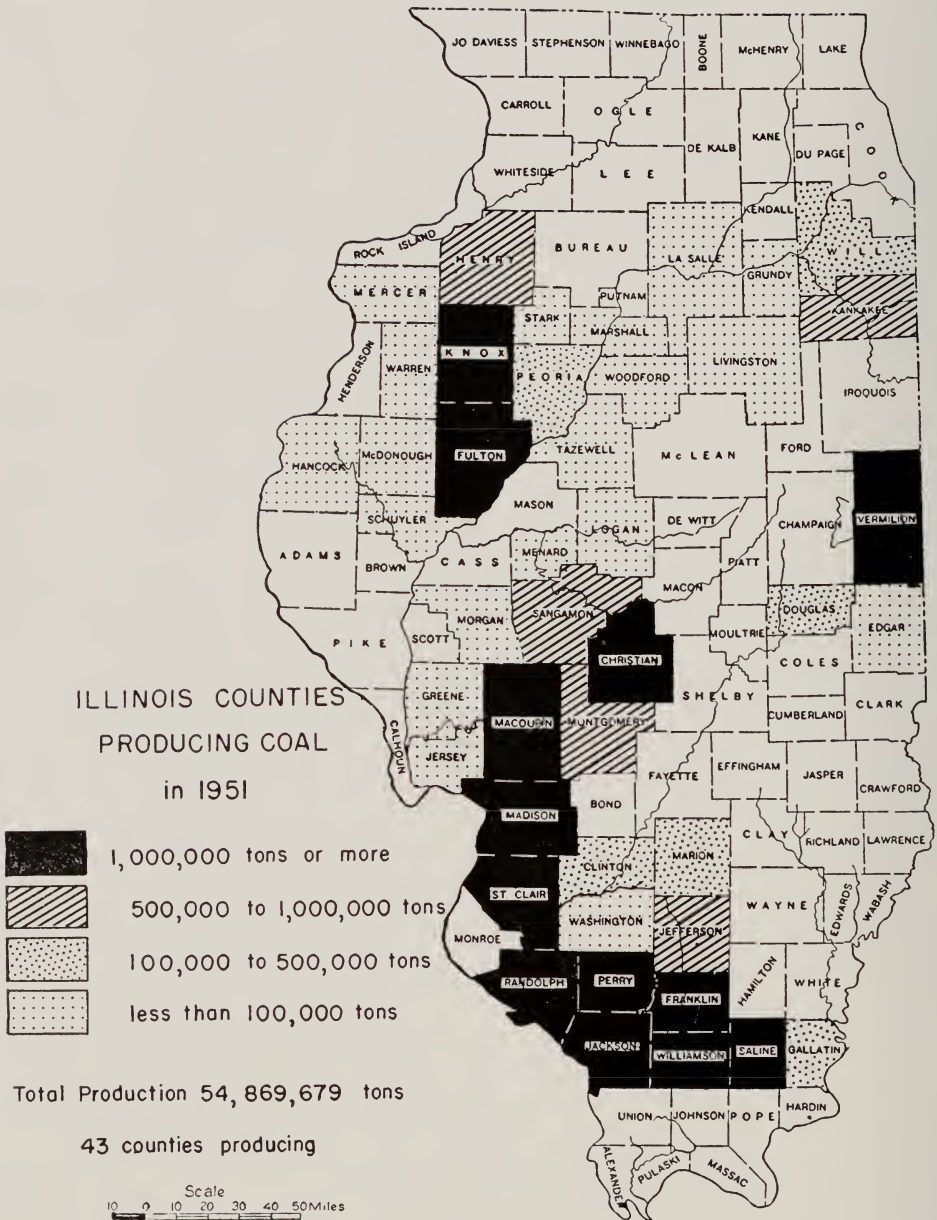 JO DAVIESS STEPHENSON WINNEBAGO BOONE McHENRY LAKE
CARROLL OGLE DE KALB KANE DU PAGE COOK
WHITESIDE LEE KENDALL
ROCK ISLAND HENRY BUREAU LA SALLE WILL
MERCER PUTNAM GRUNDY
STARK KANKAKEE
MARSHALL
KNOX
HENDERSON WARREN PEORIA WOODFORD LIVINGSTON
IROQUOIS
HANCOCK McDONOUGH FULTON TAZEWELL McLEAN FORD
MASON
SCHUYLER LOGAN DE WITT CHAMPAIGN VERMILION
ADAMS BROWN CASS MENARD PIATT
MACON
SANGAMON DOUGLAS
PIKE SCOTT MORGAN MOULTRIE EDGAR
CHRISTIAN COLES
GREENE SHELBY
MACOUPIN MONTGOMERY CUMBERLAND CLARK
CALHOUN JERSEY
FAYETTE EFFINGHAM JASPER CRAWFORD
MADISON BOND
CLAY RICHLAND LAWRENCE
CLINTON MARION
ST. CLAIR
WASHINGTON WAYNE EDWARDS WABASH
MONROE JEFFERSON
RANDOLPH PERRY HAMILTON WHITE
FRANKLIN
JACKSON WILLIAMSON SALINE GALLATIN
UNION JOHNSON POPE HARDIN
ALEXANDER PULASKI MASSAC
ILLINOIS COUNTIES
PRODUCING COAL
in 1951
1,000,000 tons or more
500,000 to 1,000,000 tons
100,000 to 500,000 tons
less than 100,000 tons
Total Production 54,869,679 tons
43 counties producing
Scale
10 0 10 20 30 40 50 Miles